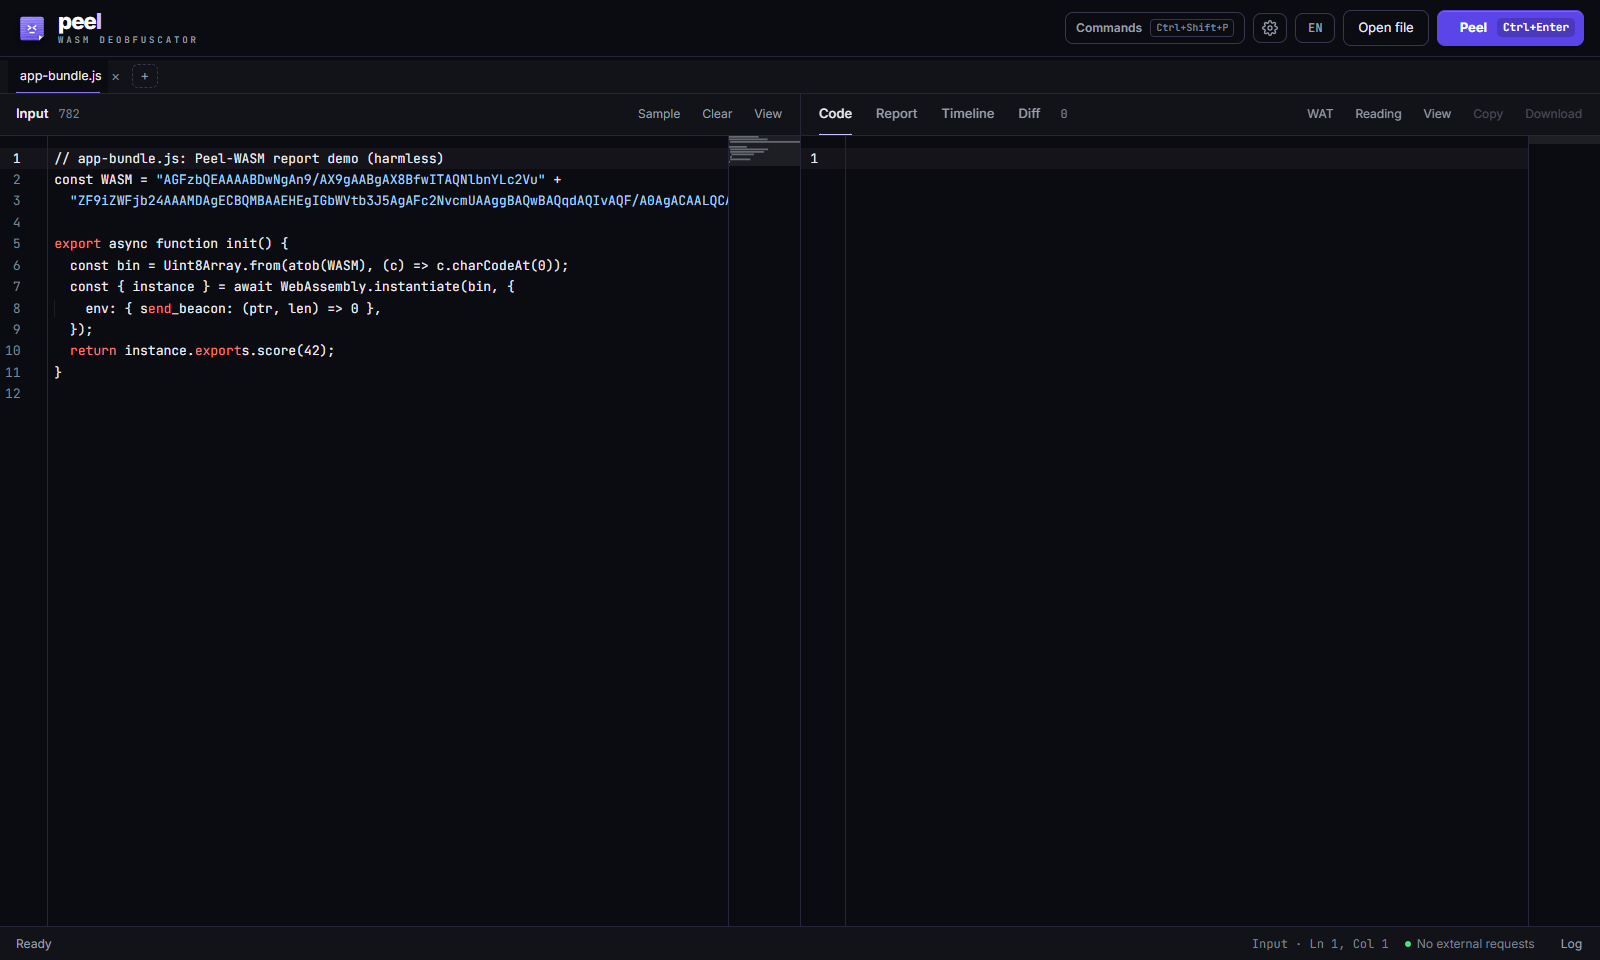 peel
WASM DEOBFUSCATOR
Commands Ctrl+Shift+P
EN
Open file
Peel Ctrl+Enter
app-bundle.js × +
Input 782
Sample Clear View
Code Report Timeline Diff 0
WAT Reading View Copy Download
1 // app-bundle.js: Peel-WASM report demo (harmless)
2 const WASM = "AGFzbQEAAAABDwNgAn9/AX9gAABgAX8BfwITAQNlbnYLc2Vu" +
3 "ZF9iZWFjb24AAAMDAgECBQMBAAEHEgIGbWVtb3J5AgAFc2NvcmUAAggBAQwBAQqdAQIvAQF/A0AgACAALQCA
4
5 export async function init() {
6 const bin = Uint8Array.from(atob(WASM), (c) => c.charCodeAt(0));
7 const { instance } = await WebAssembly.instantiate(bin, {
8 env: { send_beacon: (ptr, len) => 0 },
9 });
10 return instance.exports.score(42);
11 }
12
1
Ready
Input · Ln 1, Col 1
No external requests
Log